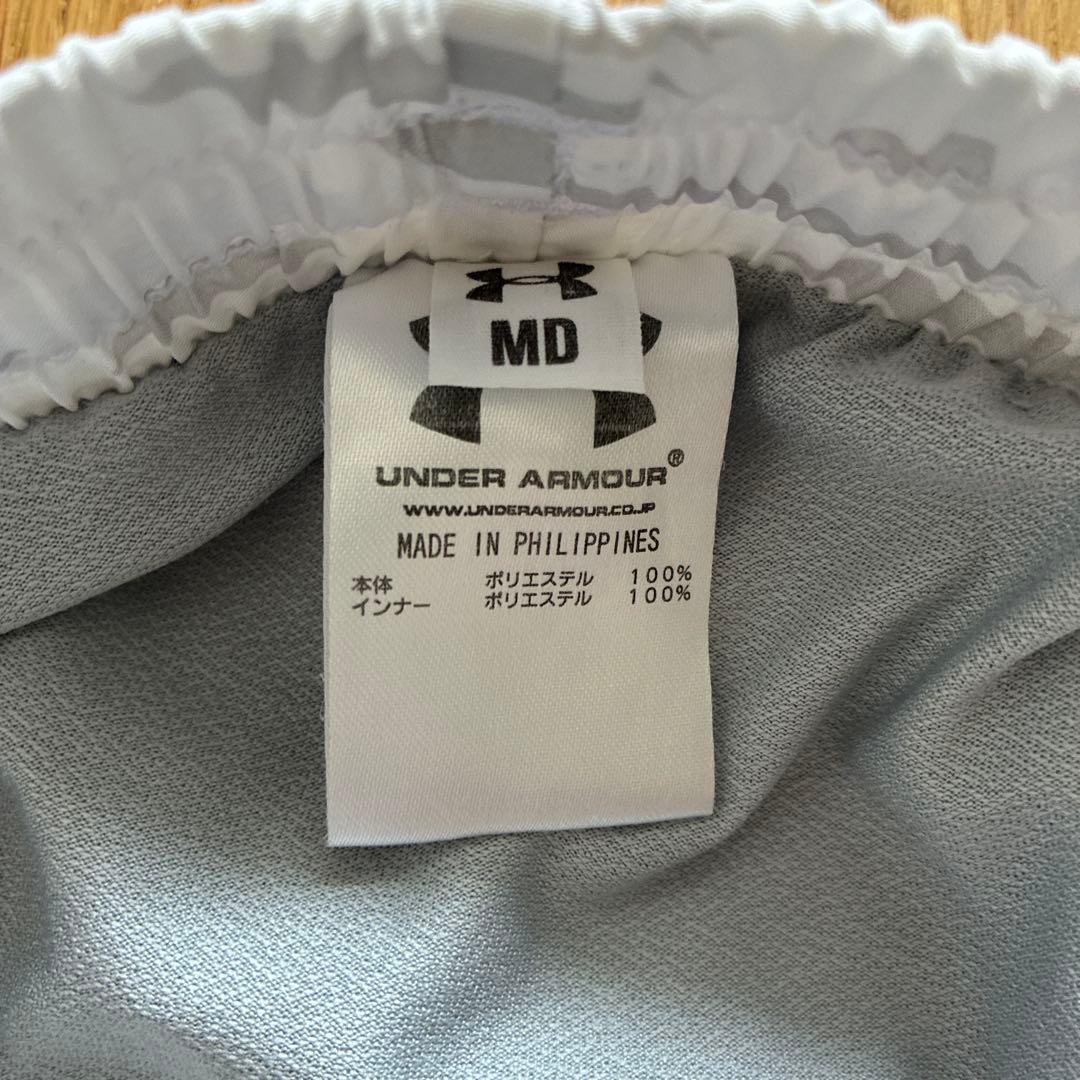 MD
UNDER ARMOUR®
WWW.UNDERARMOUR.CO.JP
MADE IN PHILIPPINES
本体 ポリエステル 100%
インナー ポリエステル 100%